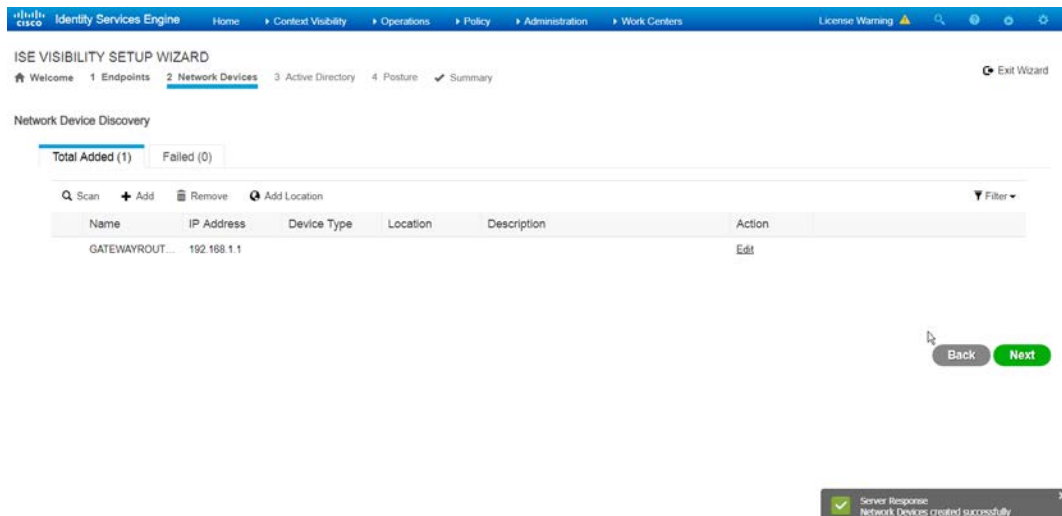 cisco Identity Services Engine Home Context Visibility Operations Policy Administration Work Centers License Warning
ISE VISIBILITY SETUP WIZARD
Welcome 1 Endpoints 2 Network Devices 3 Active Directory 4 Posture Summary Exit Wizard
Network Device Discovery
Total Added (1) Failed (0)
Scan Add Remove Add Location Filter
Name IP Address Device Type Location Description Action
GATEWAYROUT... 192.168.1.1 Edit
Back Next
Server Response
Network Devices created successfully